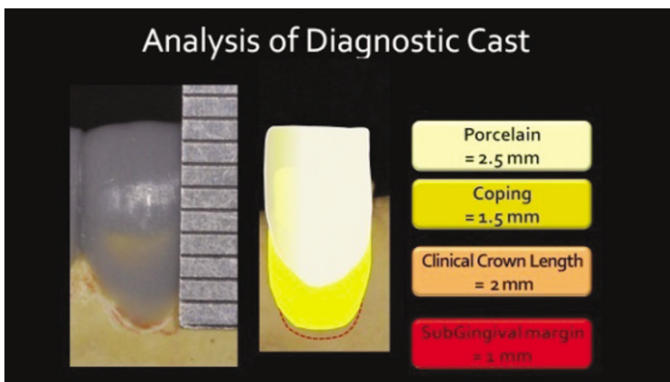 Analysis of Diagnostic Cast
Porcelain
= 2.5 mm
Coping
= 1.5 mm
Clinical Crown Length
= 2 mm
SubGingival margin
= 1 mm